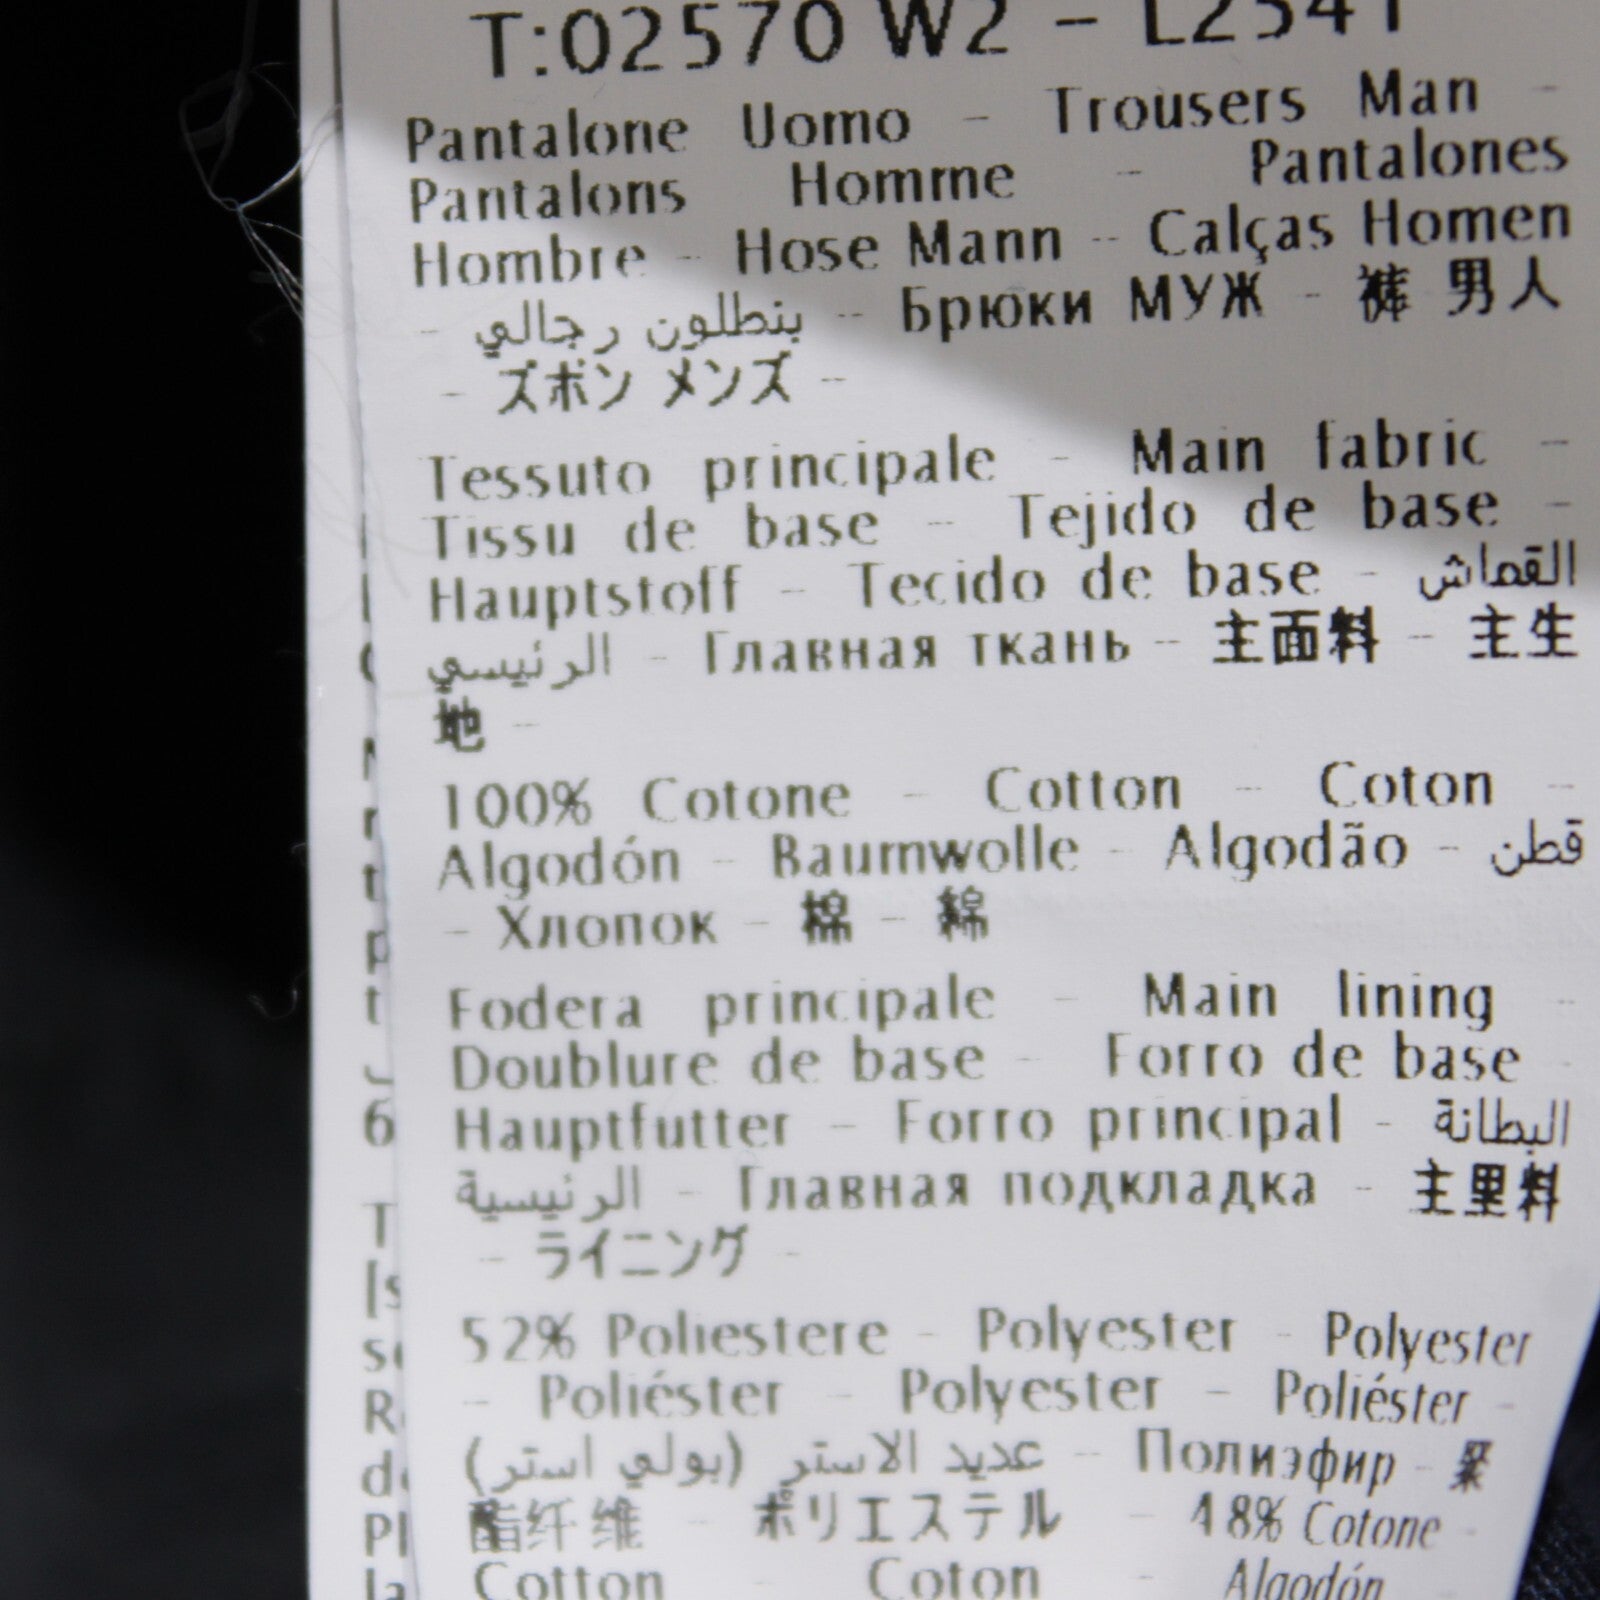 T:02570 W2 - L2541
Pantalone Uomo - Trousers Man -
Pantalons Homme - Pantalones
Hombre - Hose Mann - Calças Homen
- بنطلون رجالي - Брюки МУЖ - 裤 男人
- ズボン メンズ -
Tessuto principale - Main fabric -
Tissu de base - Tejido de base -
Hauptstoff - Tecido de base - القماش
الرئيسي - Главная ткань - 主面料 - 主生
地 -
100% Cotone - Cotton - Coton -
Algodón - Baumwolle - Algodão - قطن
- Хлопок - 棉 - 綿
Fodera principale - Main lining -
Doublure de base - Forro de base -
Hauptfutter - Forro principal - البطانة
الرئيسية - Главная подкладка - 主里料
- ライニング -
52% Poliestere - Polyester - Polyester
- Poliéster - Polyester - Poliéster -
عديد الاستر (بولي استر) - Полиэфир - 聚
酯纤维 - ポリエステル - 48% Cotone -
Cotton - Coton - Algodón